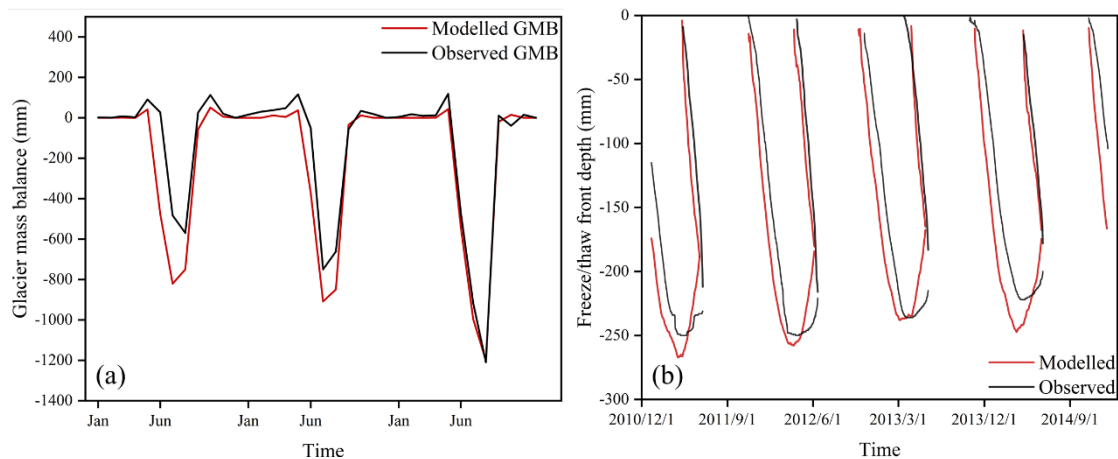 400
200
0
-200
-400
-600
-800
-1000
-1200
-1400
Glacier mass balance (mm)
Modelled GMB
Observed GMB
(a)
Jan
Jun
Jan
Jun
Jan
Jun
Time
0
-50
-100
-150
-200
-250
-300
Freeze/thaw front depth (mm)
(b)
Modelled
Observed
2010/12/1
2011/9/1
2012/6/1
2013/3/1
2013/12/1
2014/9/1
Time